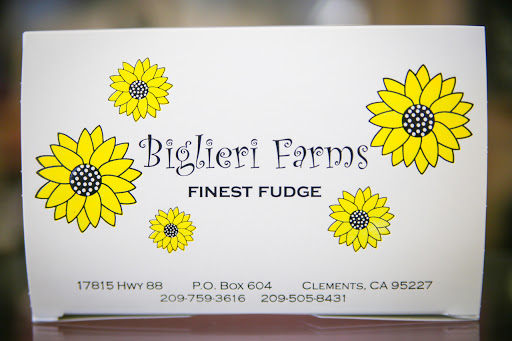 Biglieri Farms
FINEST FUDGE
17815 HWY 88 P.O. BOX 604 CLEMENTS, CA 95227
209-759-3616 209-505-8431